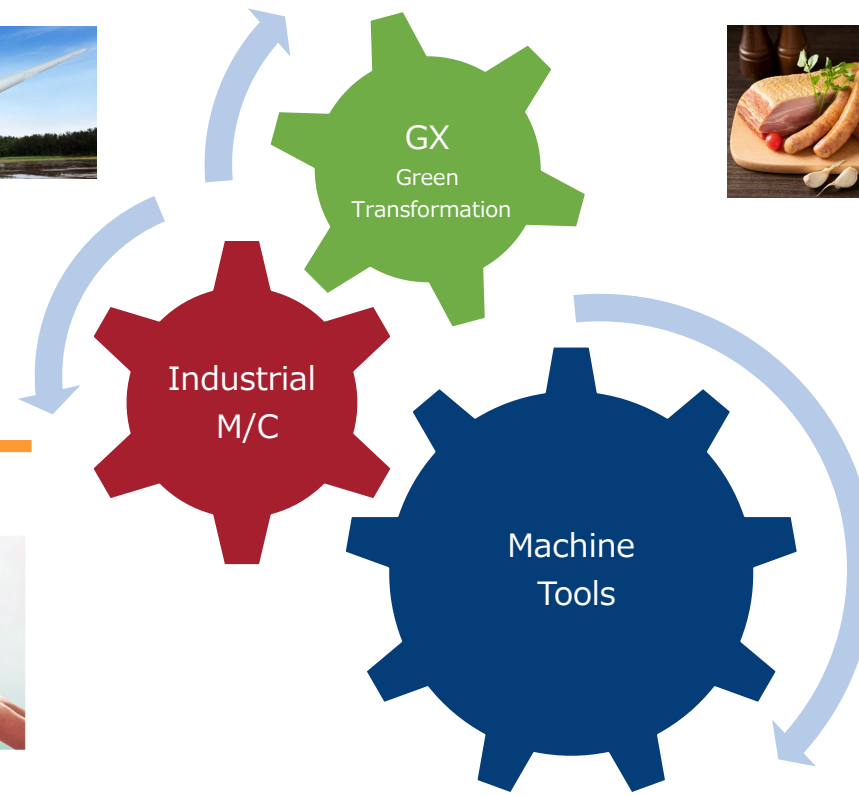 GX
Green
Transformation
Industrial
M/C
Machine
Tools